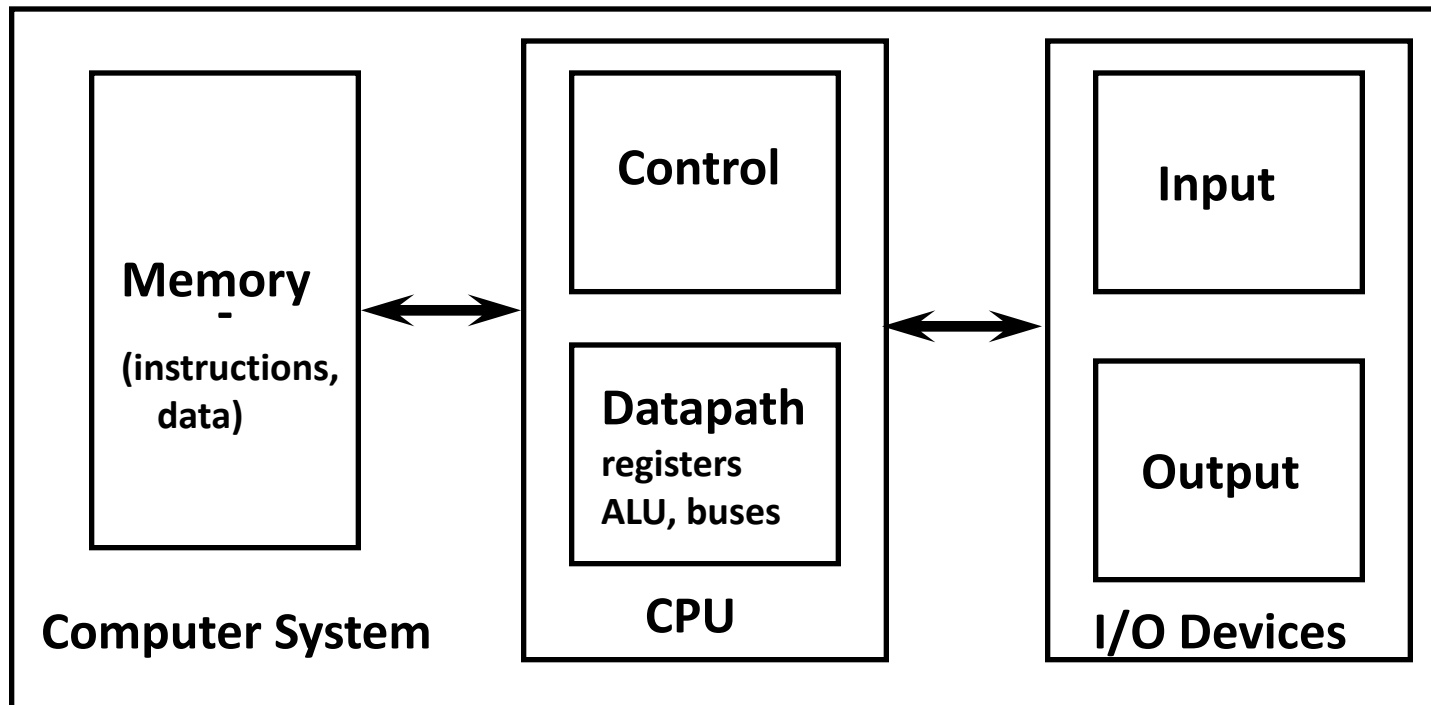 Memory
-
(instructions,
data)
Computer System
Control
Datapath
registers
ALU, buses
CPU
Input
Output
I/O Devices